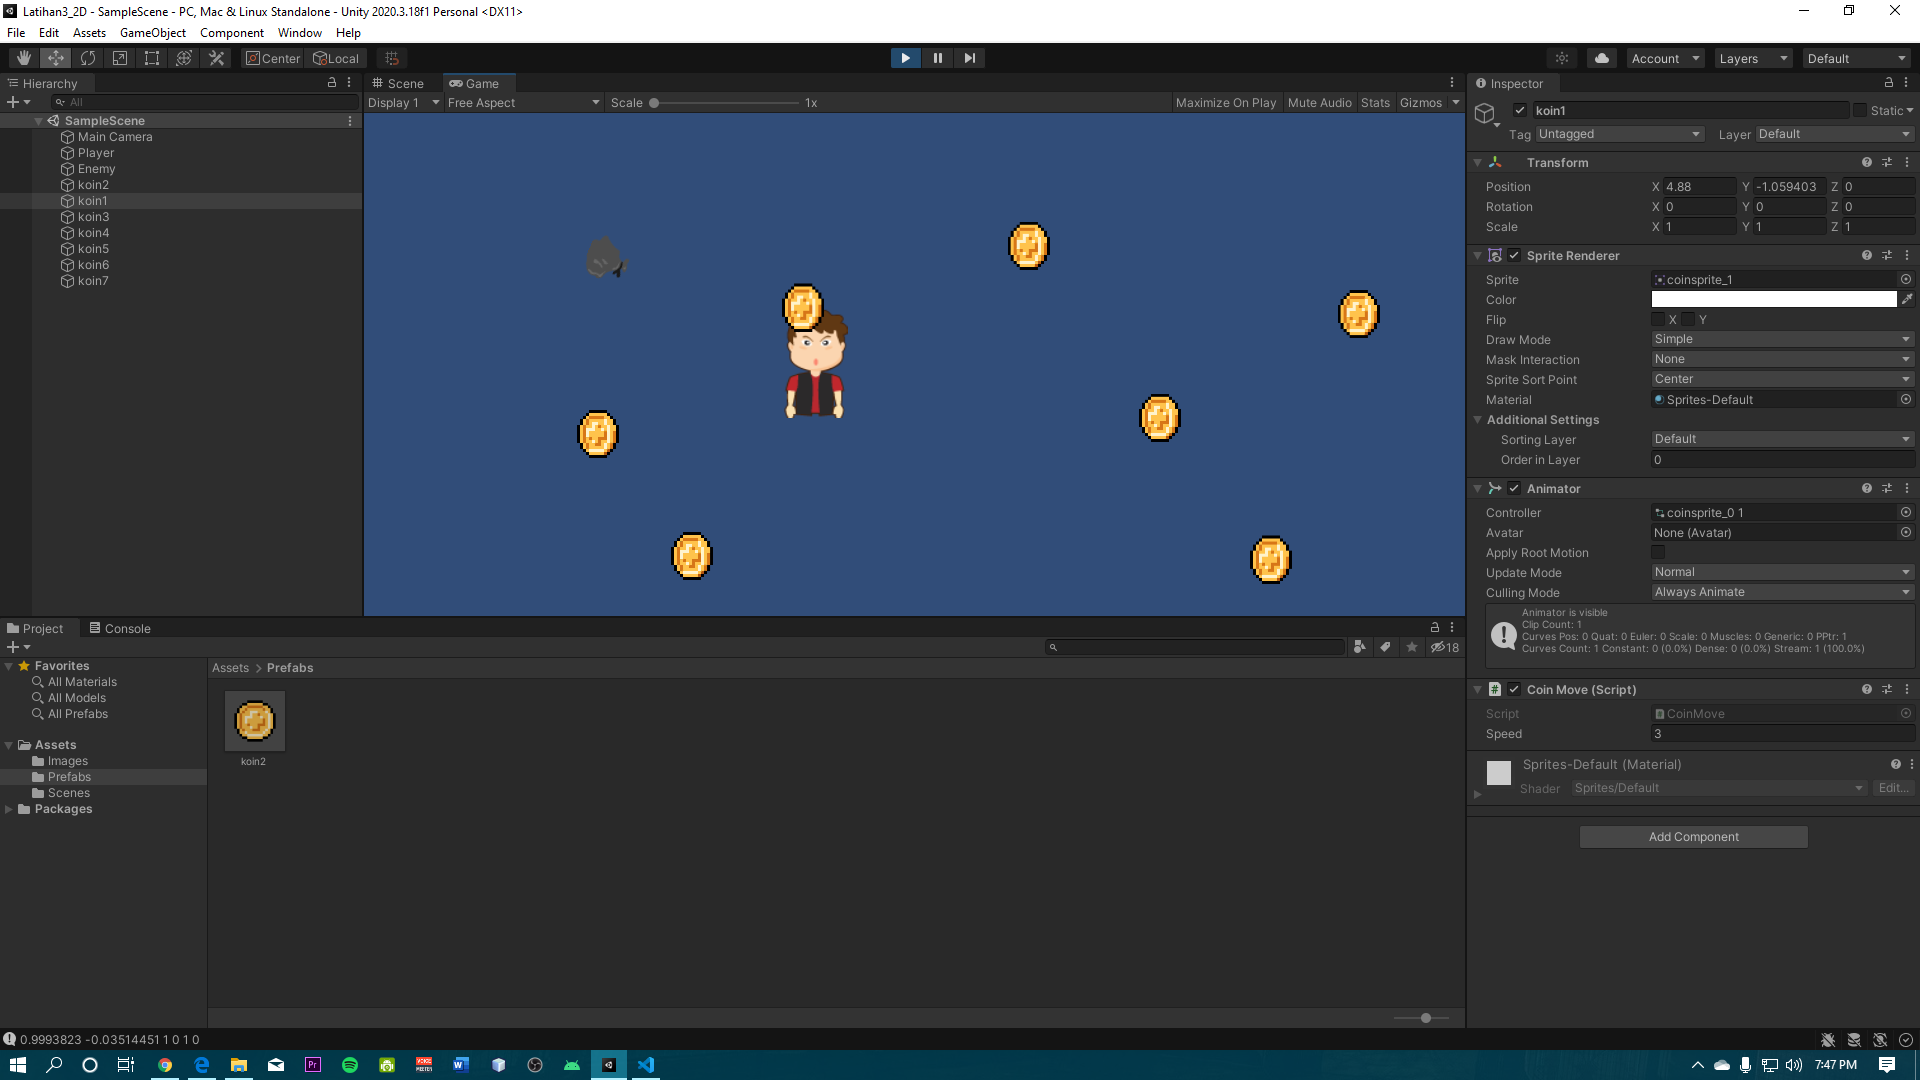 Latihan3_2D - SampleScene - PC, Mac & Linux Standalone - Unity 2020.3.18f1 Personal <DX11>
File Edit Assets GameObject Component Window Help
Center Local Account Layers Default
Hierarchy
All
SampleScene
Main Camera
Player
Enemy
koin2
koin1
koin3
koin4
koin5
koin6
koin7
Scene Game
Display 1 Free Aspect Scale 1x Maximize On Play Mute Audio Stats Gizmos
Inspector
koin1 Static
Tag Untagged Layer Default
Transform
Position X 4.88 Y -1.059403 Z 0
Rotation X 0 Y 0 Z 0
Scale X 1 Y 1 Z 1
Sprite Renderer
Sprite coinsprite_1
Color
Flip X Y
Draw Mode Simple
Mask Interaction None
Sprite Sort Point Center
Material Sprites-Default
Additional Settings
Sorting Layer Default
Order in Layer 0
Animator
Controller coinsprite_0 1
Avatar None (Avatar)
Apply Root Motion
Update Mode Normal
Culling Mode Always Animate
Animator is visible
Clip Count: 1
Curves Pos: 0 Quat: 0 Euler: 0 Scale: 0 Muscles: 0 Generic: 0 PPtr: 1
Curves Count: 1 Constant: 0 (0.0%) Dense: 0 (0.0%) Stream: 1 (100.0%)
Coin Move (Script)
Script CoinMove
Speed 3
Sprites-Default (Material)
Shader Sprites/Default Edit...
Add Component
Project Console
18
Favorites
All Materials
All Models
All Prefabs
Assets
Images
Prefabs
Scenes
Packages
Assets > Prefabs
koin2
0.9993823 -0.03514451 1 0 1 0
7:47 PM